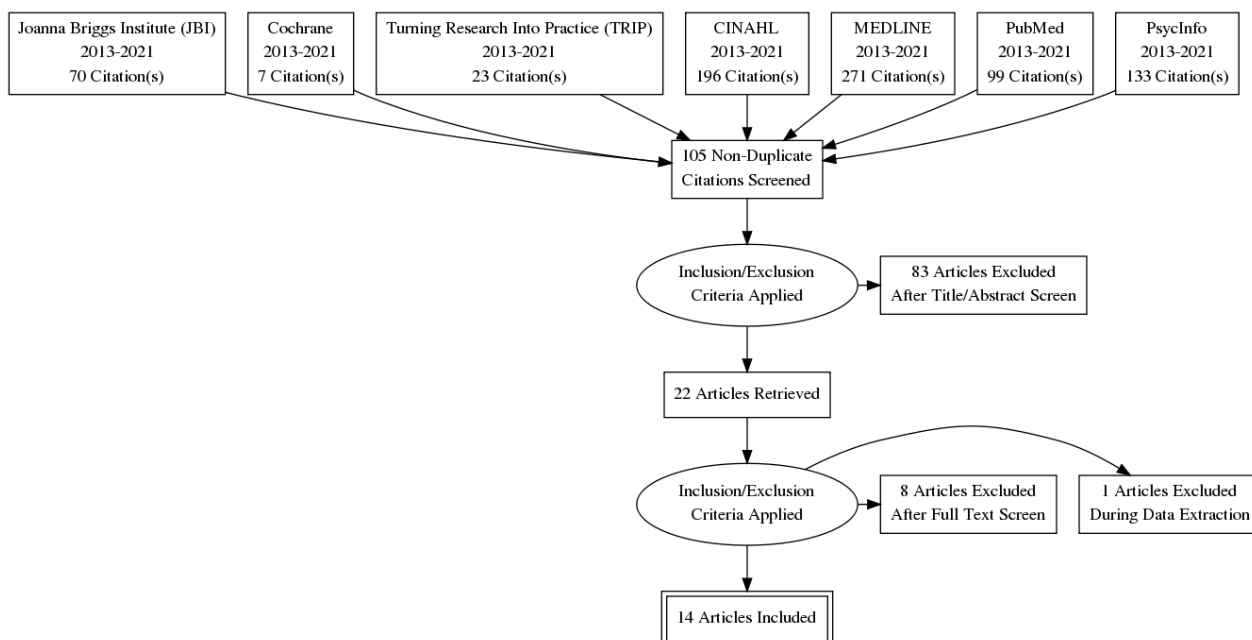 Joanna Briggs Institute (JBI)
2013-2021
70 Citation(s)
Cochrane
2013-2021
7 Citation(s)
Turning Research Into Practice (TRIP)
2013-2021
23 Citation(s)
CINAHL
2013-2021
196 Citation(s)
MEDLINE
2013-2021
271 Citation(s)
PubMed
2013-2021
99 Citation(s)
PsycInfo
2013-2021
133 Citation(s)
105 Non-Duplicate
Citations Screened
Inclusion/Exclusion
Criteria Applied
83 Articles Excluded
After Title/Abstract Screen
22 Articles Retrieved
Inclusion/Exclusion
Criteria Applied
8 Articles Excluded
After Full Text Screen
1 Articles Excluded
During Data Extraction
14 Articles Included